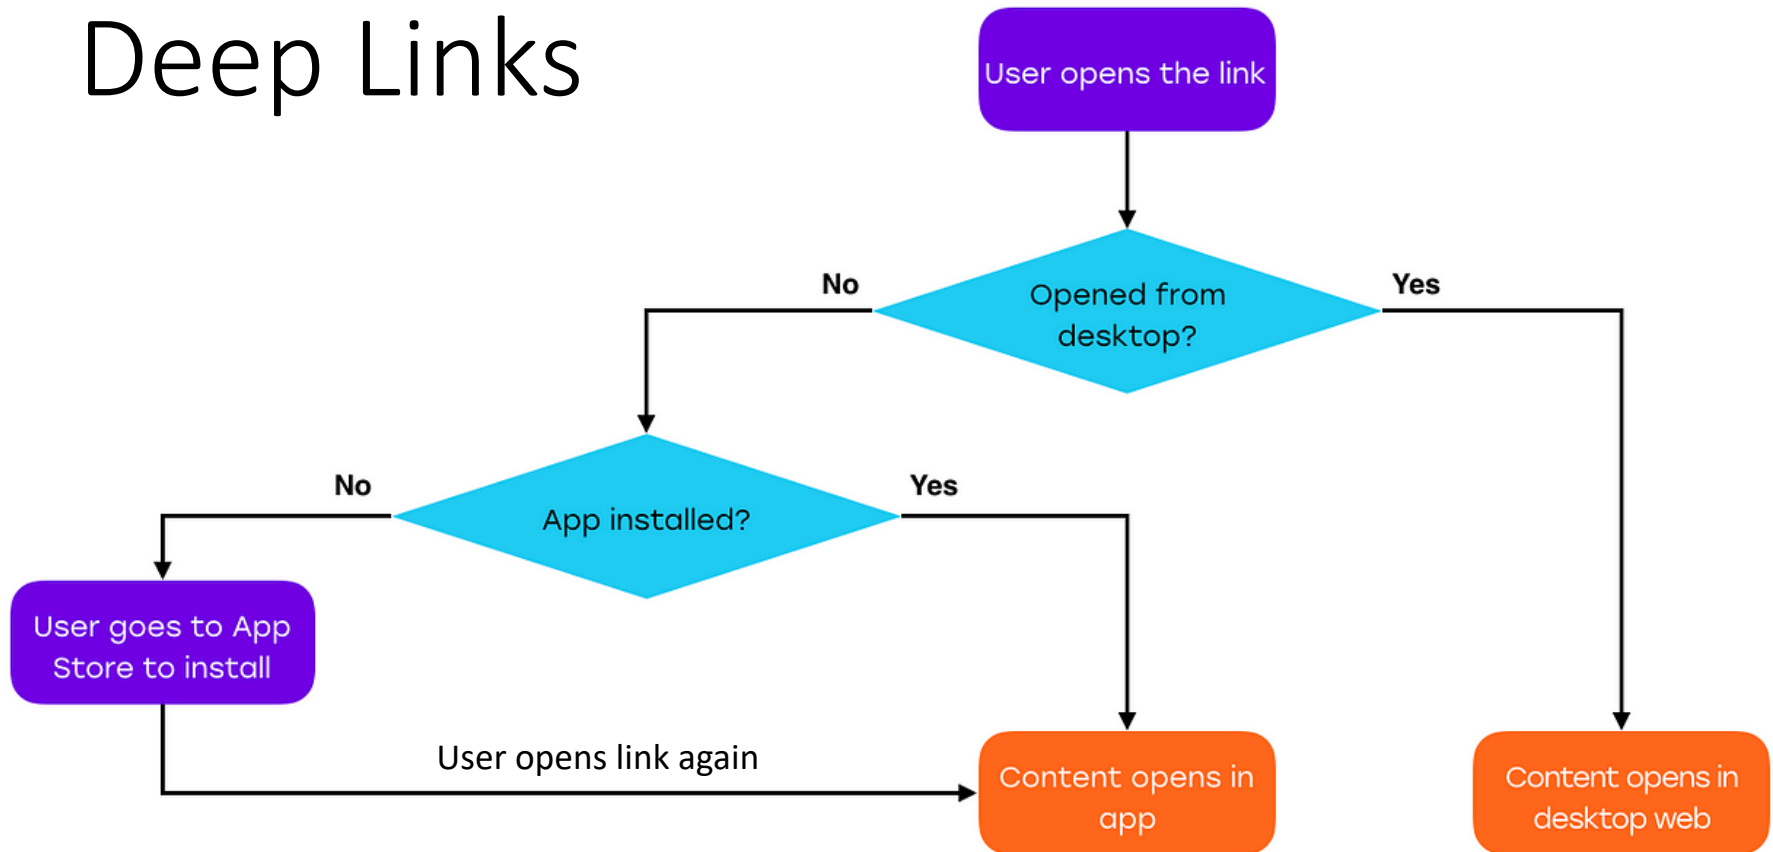 Deep Links
User opens the link
No
Opened from
desktop?
Yes
No
App installed?
Yes
User goes to App
Store to install
User opens link again
Content opens in
app
Content opens in
desktop web